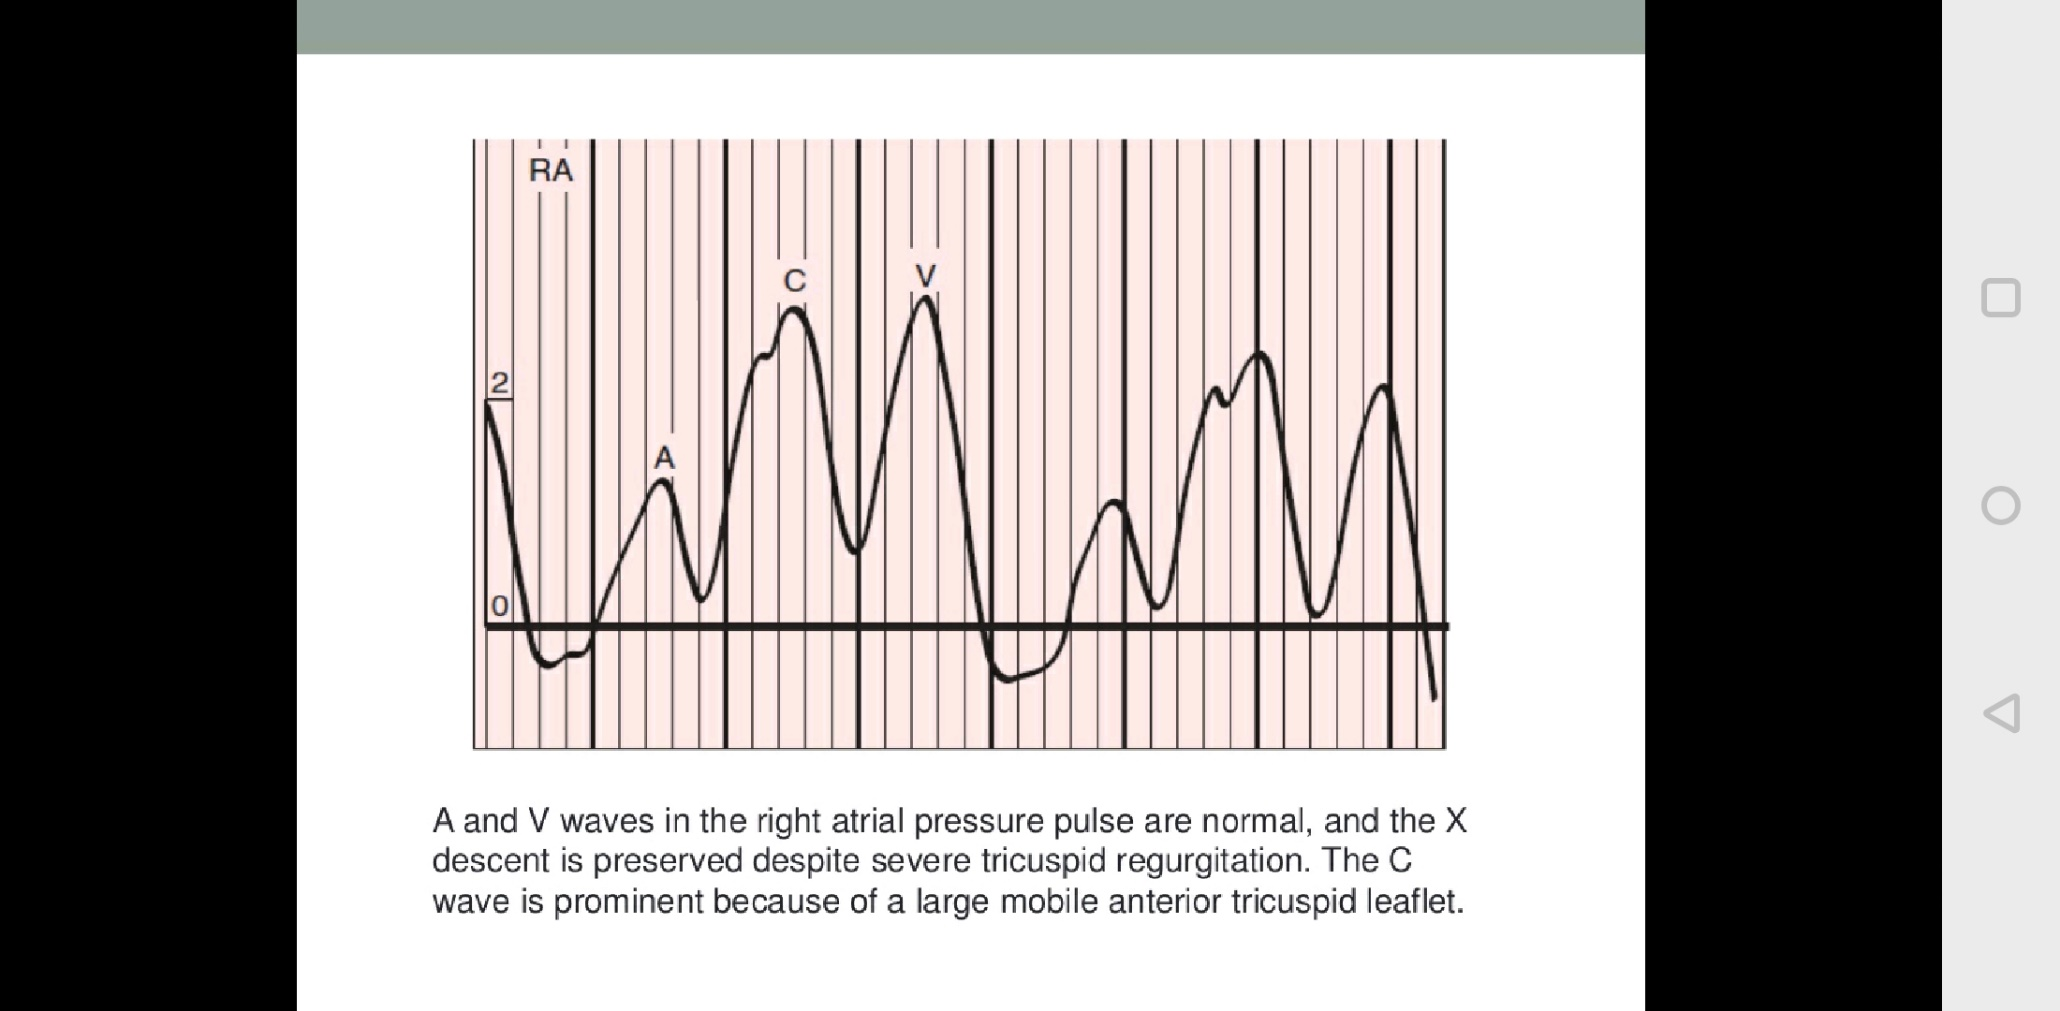 RA
C
V
2
A
0
A and V waves in the right atrial pressure pulse are normal, and the X
descent is preserved despite severe tricuspid regurgitation. The C
wave is prominent because of a large mobile anterior tricuspid leaflet.